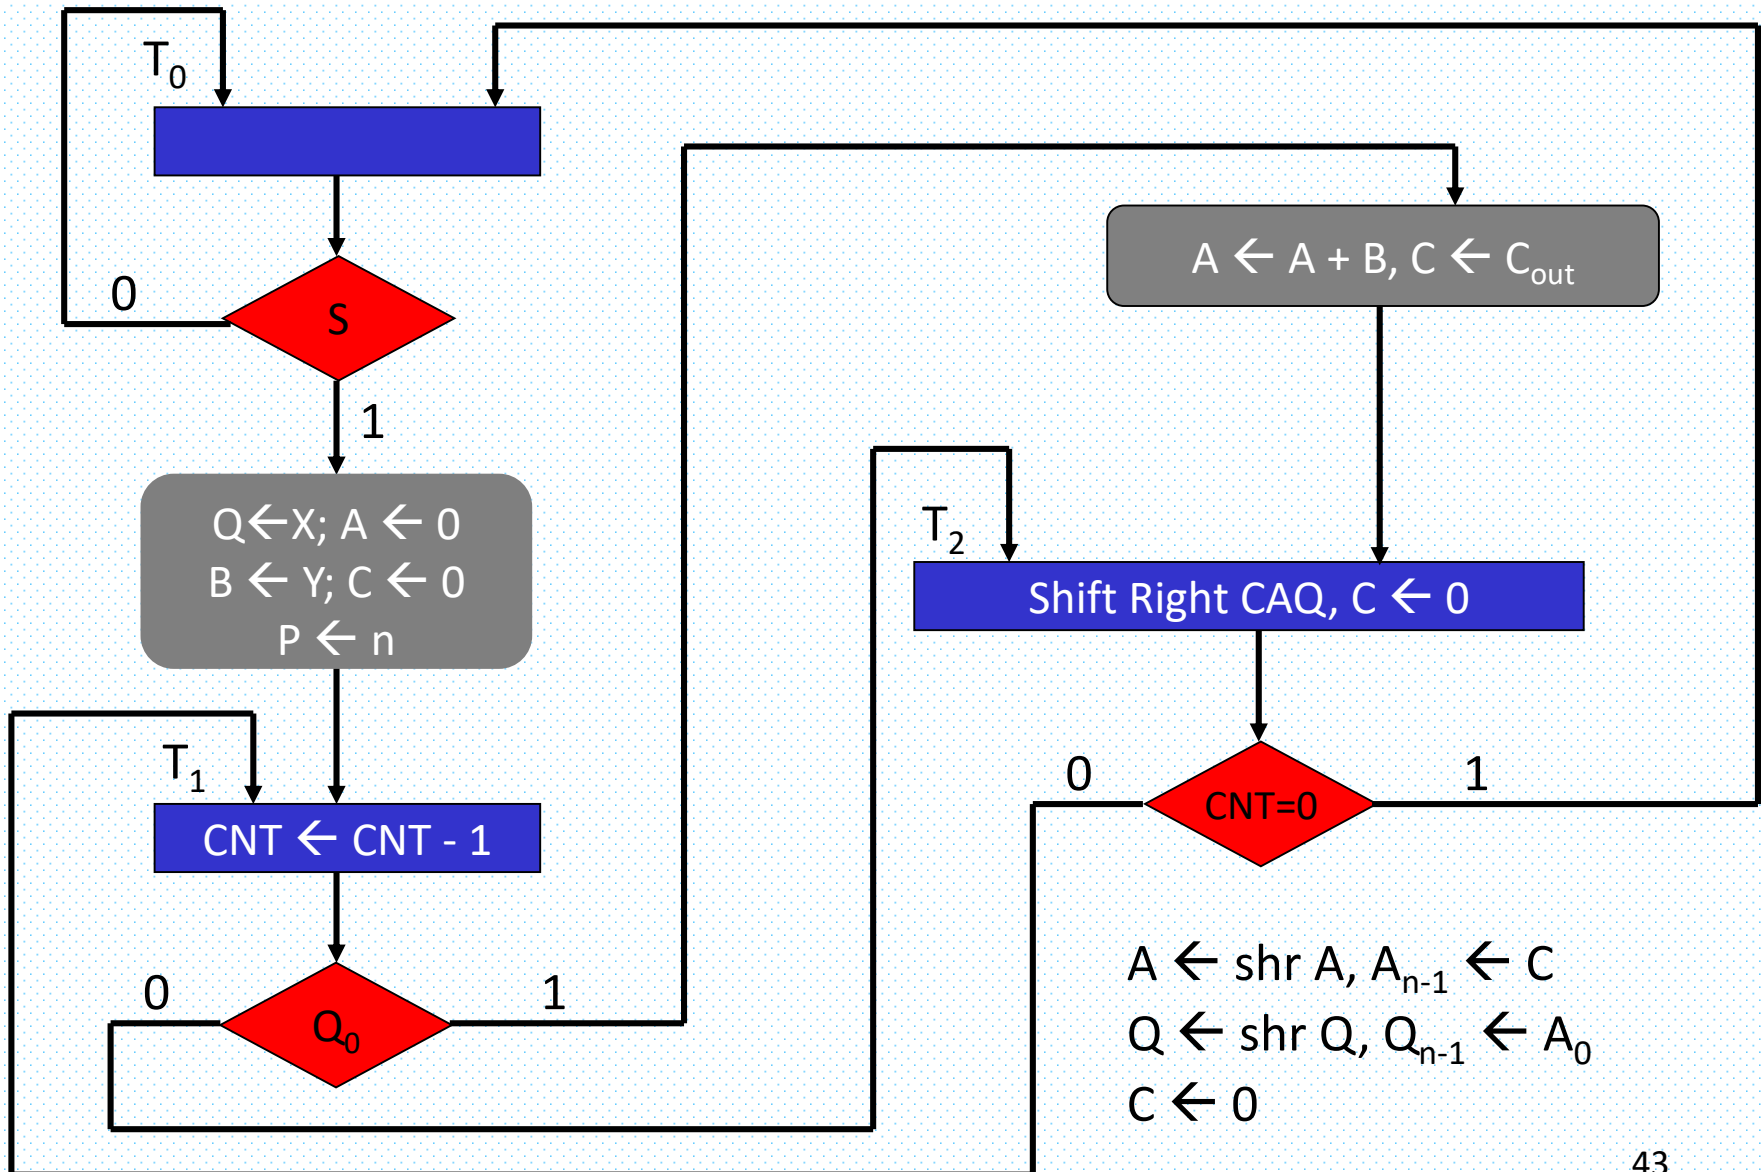 T₀
S
0
1
Q🡨X; A 🡨 0
B 🡨 Y; C 🡨 0
P 🡨 n
T₁
CNT 🡨 CNT - 1
Q₀
0
1
A 🡨 A + B, C 🡨 Cₒᵤₜ
T₂
Shift Right CAQ, C 🡨 0
0
1
CNT=0
A 🡨 shr A, Aₙ₋₁ 🡨 C
Q 🡨 shr Q, Qₙ₋₁ 🡨 A₀
C 🡨 0
43